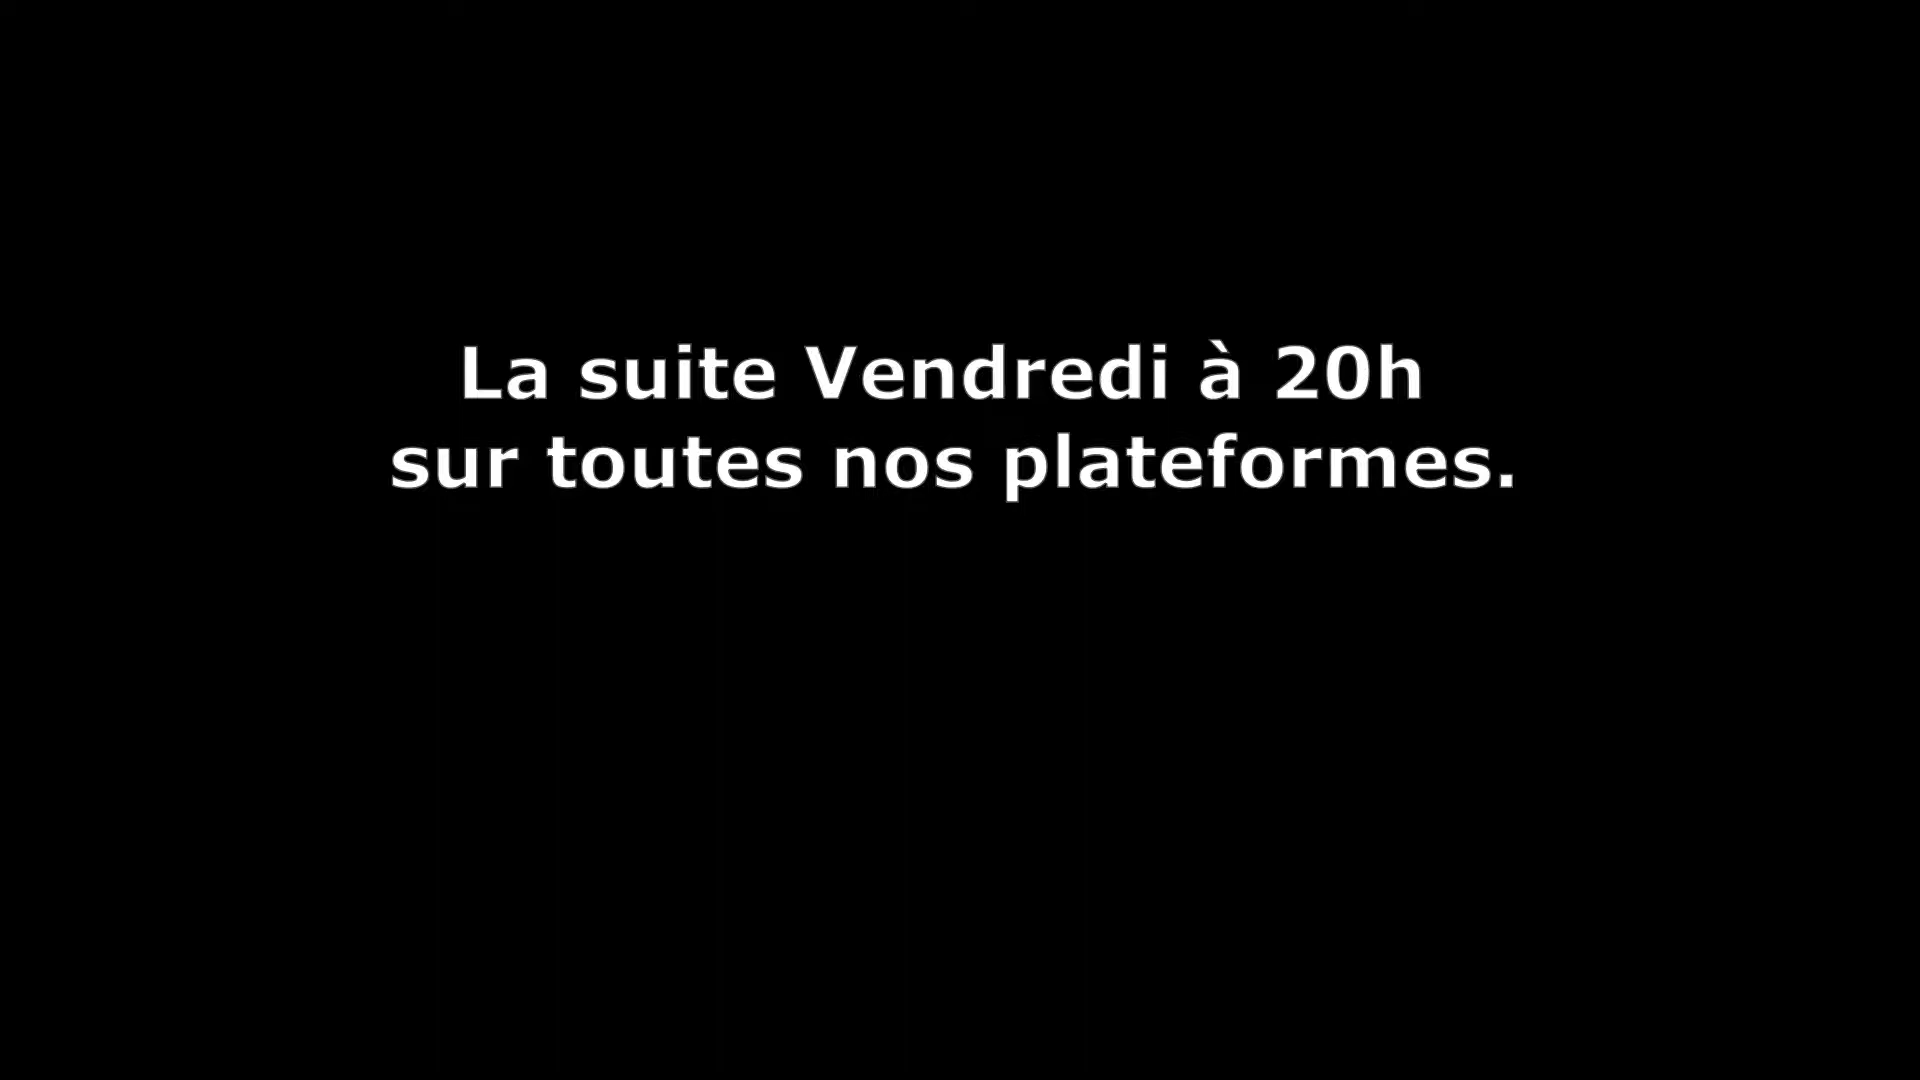 La suite Vendredi à 20h
sur toutes nos plateformes.